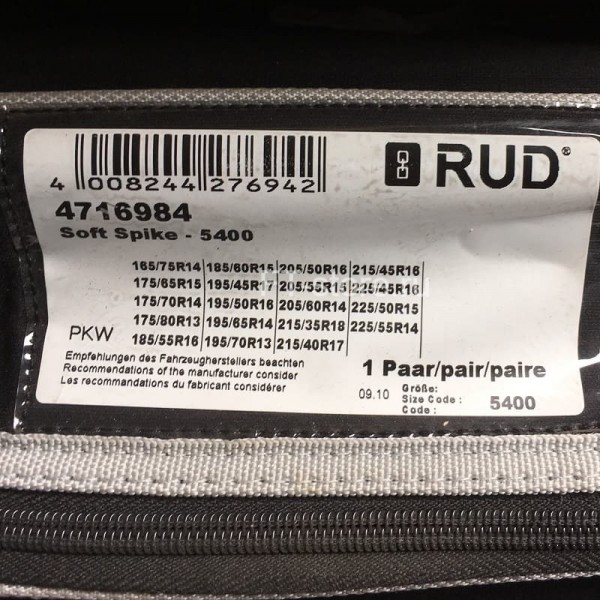 RUD®
4 008244 276942
4716984
Soft Spike - 5400
165/75R14 185/60R15 205/50R16 215/45R16
175/65R15 195/45R17 205/55R15 225/45R16
175/70R14 195/50R16 205/60R14 225/50R15
175/80R13 195/65R14 215/35R18 225/55R14
PKW 185/55R16 195/70R13 215/40R17
Empfehlungen des Fahrzeugherstellers beachten
Recommendations of the manufacturer consider
Les recommandations du fabricant considérer
1 Paar/pair/paire
09.10 Größe:
Size Code : 5400
Code :